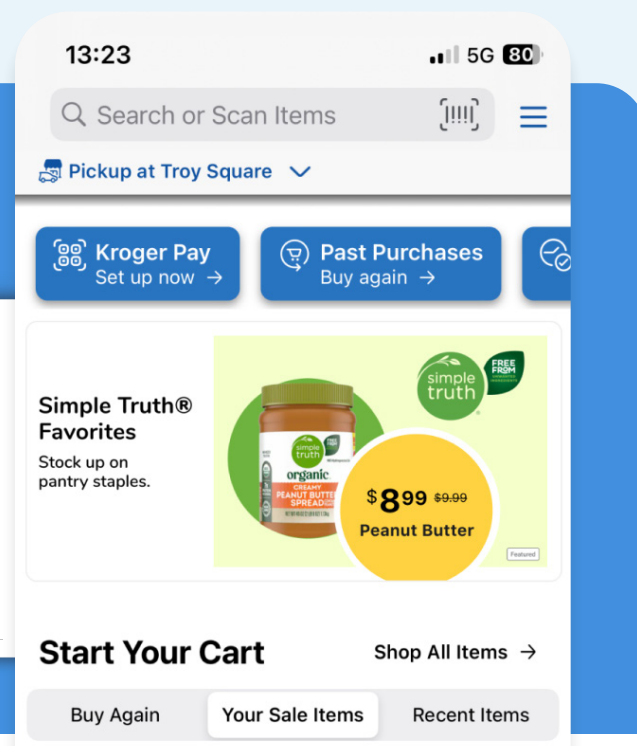 13:23
5G 80
Search or Scan Items
Pickup at Troy Square
Kroger Pay
Set up now →
Past Purchases
Buy again →
Simple Truth®
Favorites
Stock up on
pantry staples.
simple
truth
FREE
FROM
simple
truth
FREE
FROM
organic
CREAMY
PEANUT BUTTER
SPREAD
$8.99 $9.99
Peanut Butter
Featured
Start Your Cart
Shop All Items →
Buy Again
Your Sale Items
Recent Items